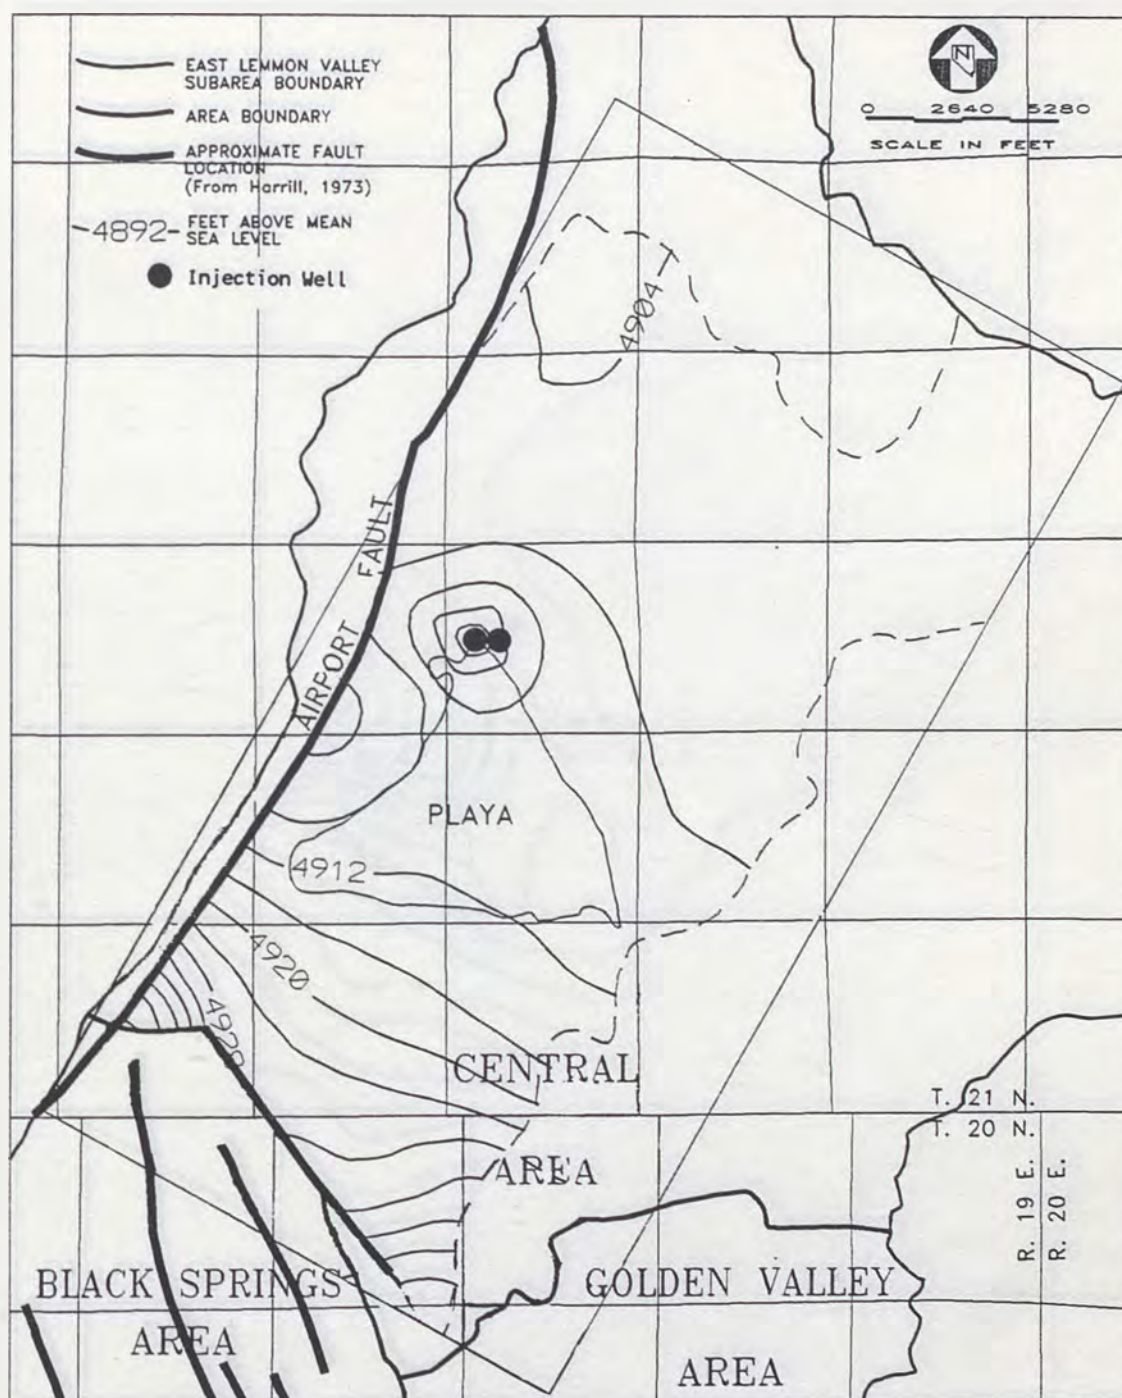 EAST LEMMON VALLEY
SUBAREA BOUNDARY
AREA BOUNDARY
APPROXIMATE FAULT
LOCATION
(From Harrill, 1973)
-4892- FEET ABOVE MEAN
SEA LEVEL
Injection Well
N
0 2640 5280
SCALE IN FEET
4904
AIRPORT FAULT
PLAYA
4912
4920
4928
CENTRAL
AREA
T. 21 N.
T. 20 N.
R. 19 E.
R. 20 E.
BLACK SPRINGS
AREA
GOLDEN VALLEY
AREA